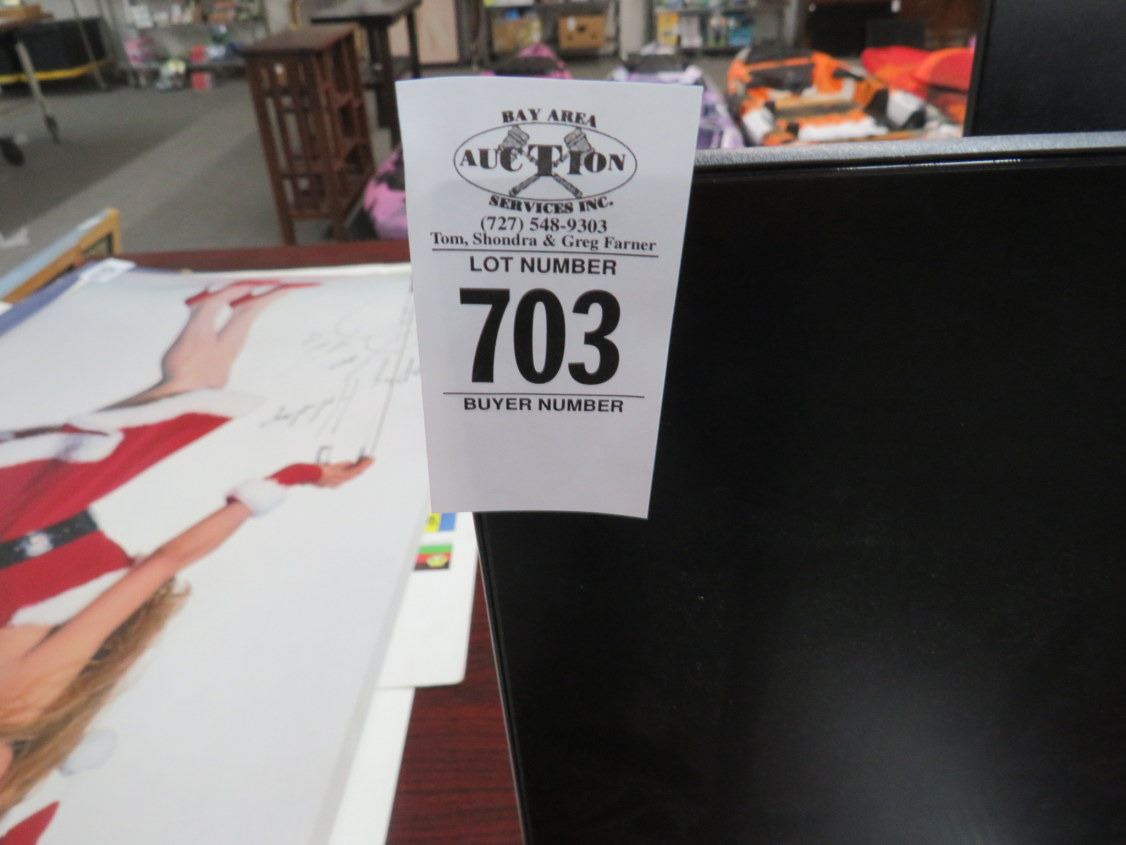 BAY AREA
AUCTION
SERVICES INC.
(727) 548-9303
Tom, Shondra & Greg Farner
LOT NUMBER
703
BUYER NUMBER